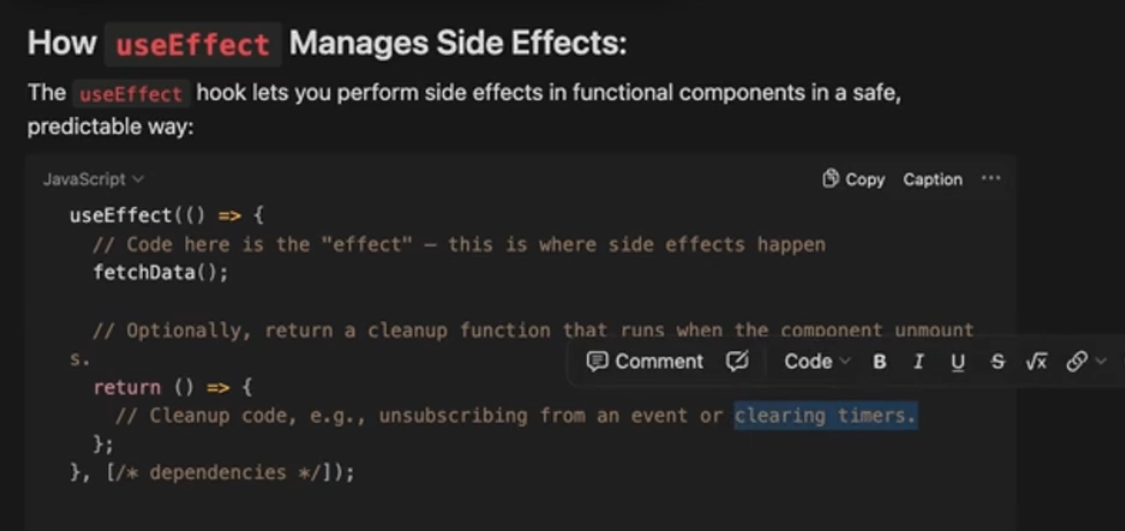 How useEffect Manages Side Effects:
The useEffect hook lets you perform side effects in functional components in a safe,
predictable way:
JavaScript
Copy Caption ...
useEffect(() => {
// Code here is the "effect" — this is where side effects happen
fetchData();
// Optionally, return a cleanup function that runs when the component unmount
s.
Comment Code B I U S √x
return () => {
// Cleanup code, e.g., unsubscribing from an event or clearing timers.
};
}, [/* dependencies */]);